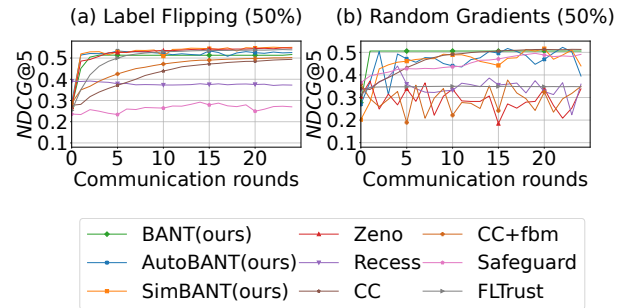 (a) Label Flipping (50%)
(b) Random Gradients (50%)
NDCG@5
0.5
0.4
0.3
0.2
0.1
0 5 10 15 20
Communication rounds
NDCG@5
0.5
0.4
0.3
0.2
0.1
0 5 10 15 20
Communication rounds
BANT(ours) Zeno CC+fbm
AutoBANT(ours) Recess Safeguard
SimBANT(ours) CC FLTrust